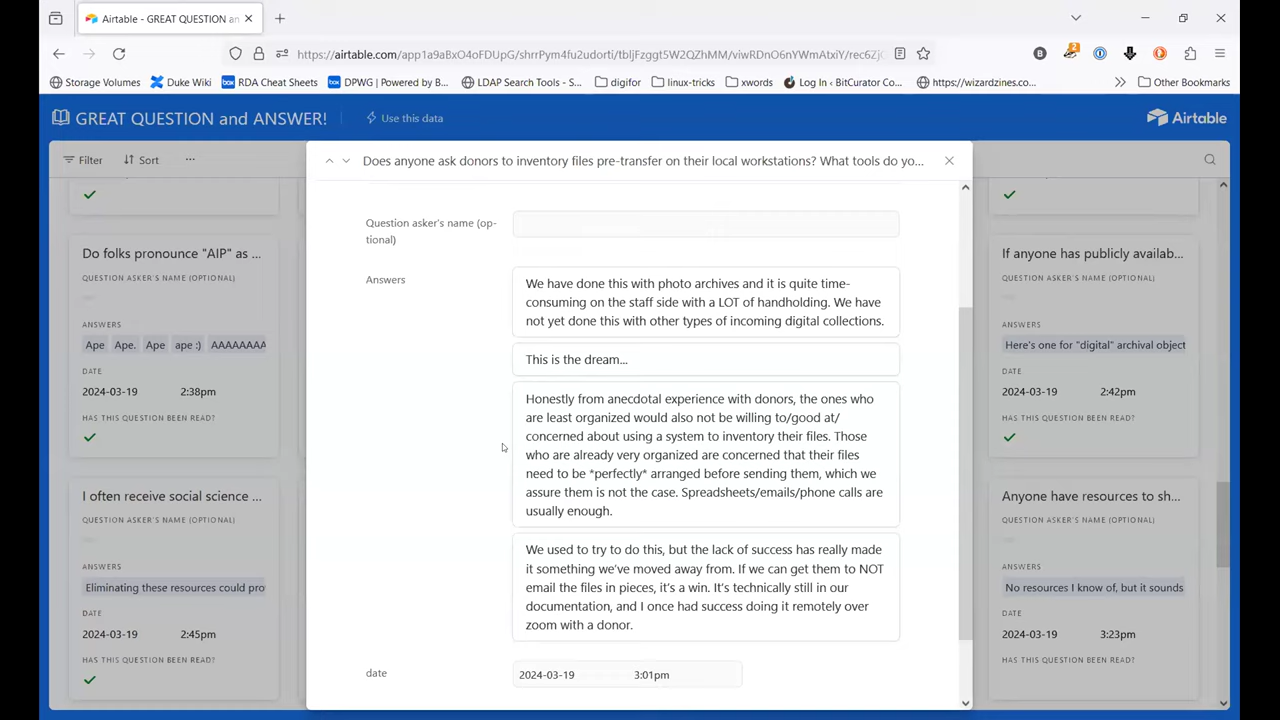 Airtable - GREAT QUESTION an
https://airtable.com/app1a9aBxO4oFDUpG/shrrPym4fu2udorti/tbljFzggt5W2QZhMM/viwRDnO6nYWmAtxiY/rec6Zj
B
2
Storage Volumes
Duke Wiki
RDA Cheat Sheets
DPWG | Powered by B...
LDAP Search Tools - S...
digifor
linux-tricks
xwords
Log In ‹ BitCurator Co...
https://wizardzines.co...
Other Bookmarks
GREAT QUESTION and ANSWER!
Use this data
Airtable
Filter
Sort
...
Do folks pronounce "AIP" as ...
QUESTION ASKER'S NAME (OPTIONAL)
ANSWERS
Ape Ape. Ape ape :) AAAAAAA
DATE
2024-03-19 2:38pm
HAS THIS QUESTION BEEN READ?
I often receive social science ...
QUESTION ASKER'S NAME (OPTIONAL)
ANSWERS
Eliminating these resources could pro
DATE
2024-03-19 2:45pm
HAS THIS QUESTION BEEN READ?
Does anyone ask donors to inventory files pre-transfer on their local workstations? What tools do yo...
Question asker's name (op-
tional)
Answers
We have done this with photo archives and it is quite time-
consuming on the staff side with a LOT of handholding. We have
not yet done this with other types of incoming digital collections.
This is the dream...
Honestly from anecdotal experience with donors, the ones who
are least organized would also not be willing to/good at/
concerned about using a system to inventory their files. Those
who are already very organized are concerned that their files
need to be *perfectly* arranged before sending them, which we
assure them is not the case. Spreadsheets/emails/phone calls are
usually enough.
We used to try to do this, but the lack of success has really made
it something we've moved away from. If we can get them to NOT
email the files in pieces, it's a win. It's technically still in our
documentation, and I once had success doing it remotely over
zoom with a donor.
date
2024-03-19 3:01pm
If anyone has publicly availab...
QUESTION ASKER'S NAME (OPTIONAL)
ANSWERS
Here's one for "digital" archival object
DATE
2024-03-19 2:42pm
HAS THIS QUESTION BEEN READ?
Anyone have resources to sh...
QUESTION ASKER'S NAME (OPTIONAL)
ANSWERS
No resources I know of, but it sounds
DATE
2024-03-19 3:23pm
HAS THIS QUESTION BEEN READ?